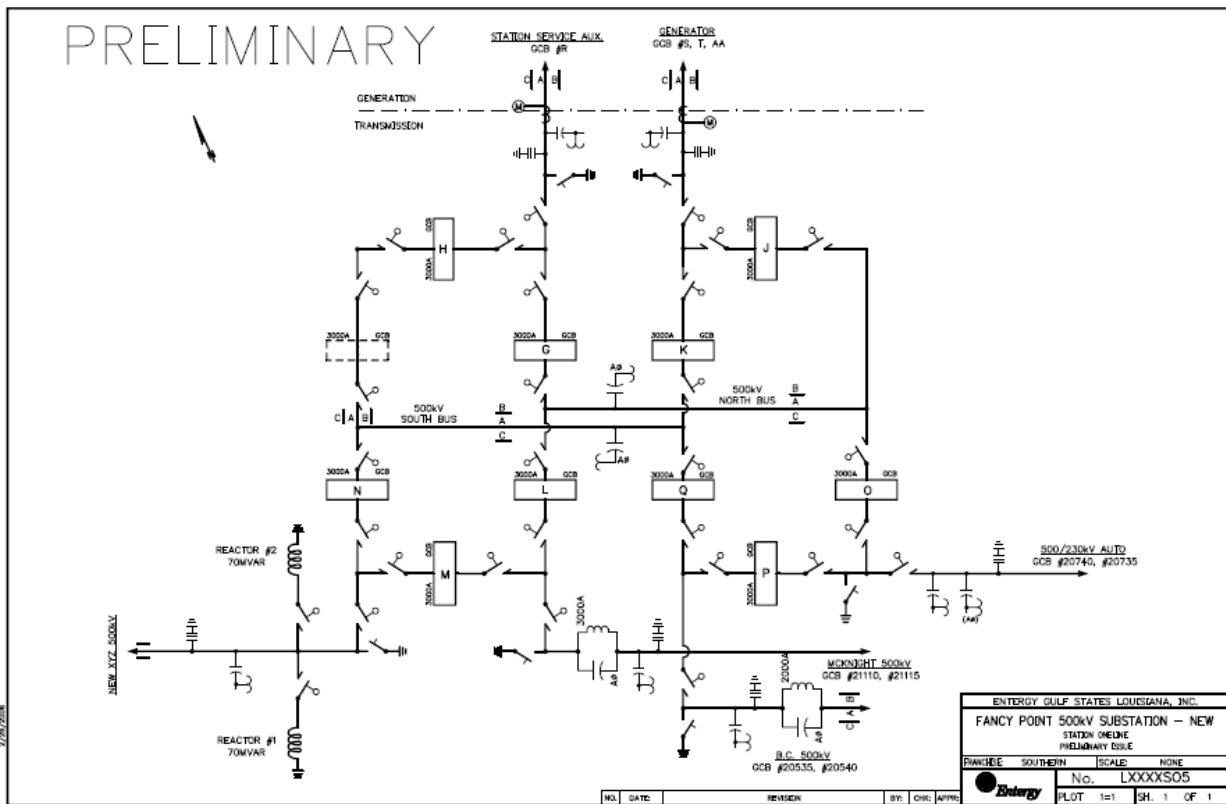 PRELIMINARY
STATION SERVICE AUX.
GCB #R
GENERATOR
GCB #S, T, AA
C A B
C A B
GENERATION
TRANSMISSION
M
M
GCB
H
3000A
GCB
J
3000A
3000A GCB
3000A GCB
G
3000A GCB
K
AØ
500kV
SOUTH BUS
B
A
C
500kV
NORTH BUS
B
A
C
C A B
AØ
3000A GCB
N
3000A GCB
L
3000A GCB
Q
3000A GCB
O
REACTOR #2
70MVAR
GCB
M
3000A
GCB
P
3000A
500/230kV AUTO
GCB #20740, #20735
(AØ)
NEW XYZ 500kV
3000A
AØ
MCKNIGHT 500kV
GCB #21110, #21115
2000A
AØ
C A B
B.C. 500kV
GCB #20535, #20540
REACTOR #1
70MVAR
ENTERGY GULF STATES LOUISIANA, INC.
FANCY POINT 500kV SUBSTATION - NEW
STATION ONELINE
PRELIMINARY ISSUE
FRANCHISE: SOUTHERN SCALE: NONE
Entergy
No. LXXXXS05
PLOT 1=1 SH. 1 OF 1
NO. DATE: REVISION BY: CHK: APPR: